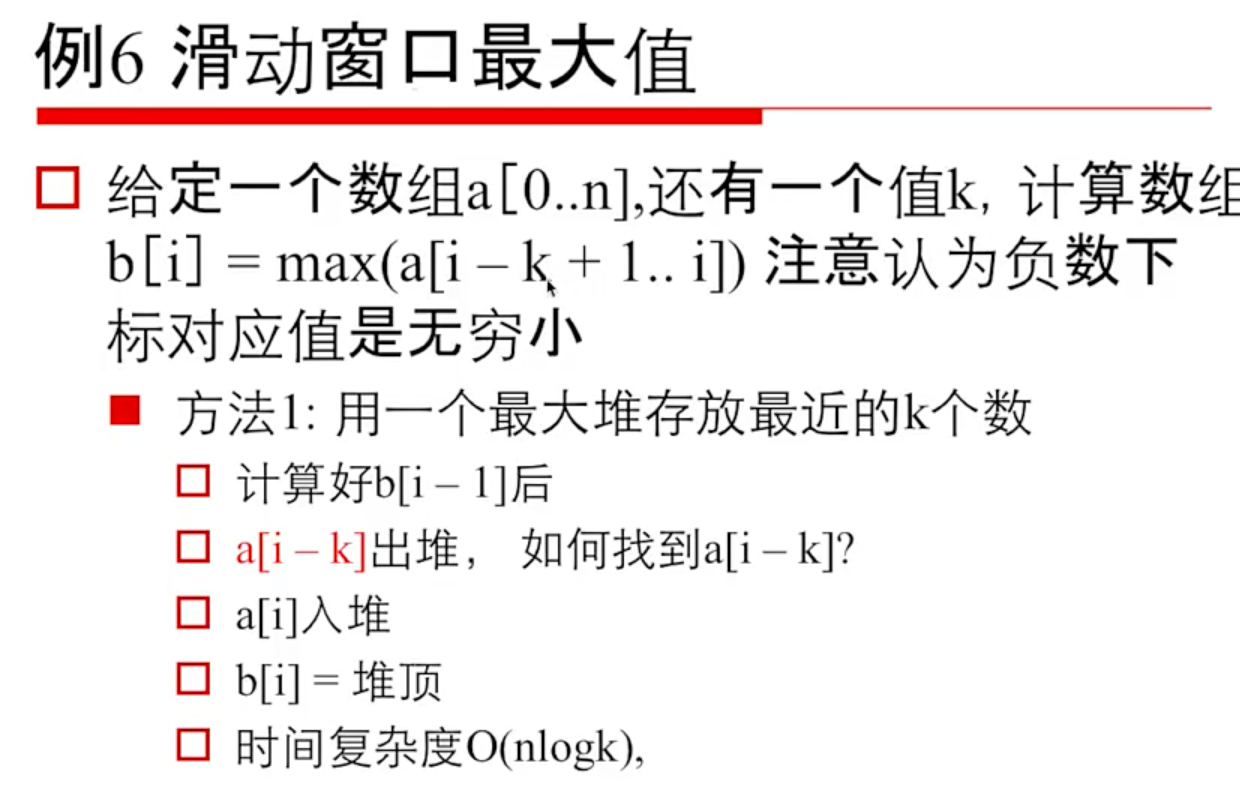 例6 滑动窗口最大值
给定一个数组a[0..n],还有一个值k, 计算数组
b[i] = max(a[i – k + 1.. i]) 注意认为负数下
标对应值是无穷小
方法1: 用一个最大堆存放最近的k个数
计算好b[i – 1]后
a[i – k]出堆, 如何找到a[i – k]?
a[i]入堆
b[i] = 堆顶
时间复杂度O(nlogk),